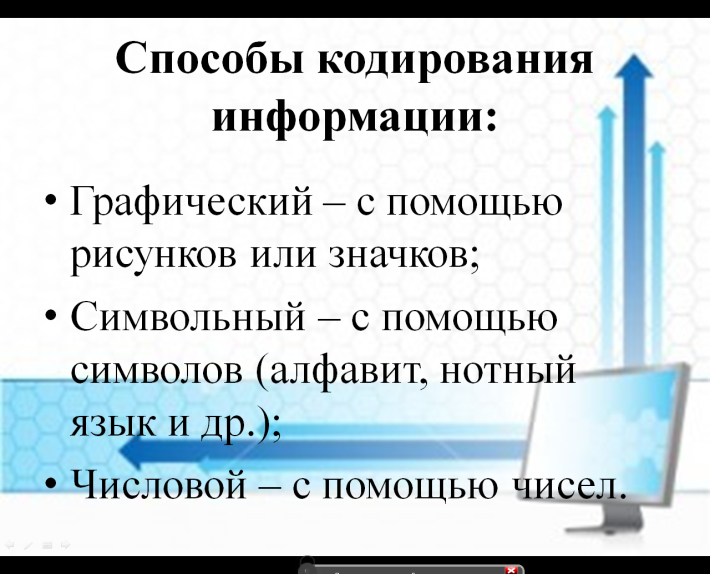 Способы кодирования
информации:
• Графический – с помощью
рисунков или значков;
• Символьный – с помощью
символов (алфавит, нотный
язык и др.);
• Числовой – с помощью чисел.